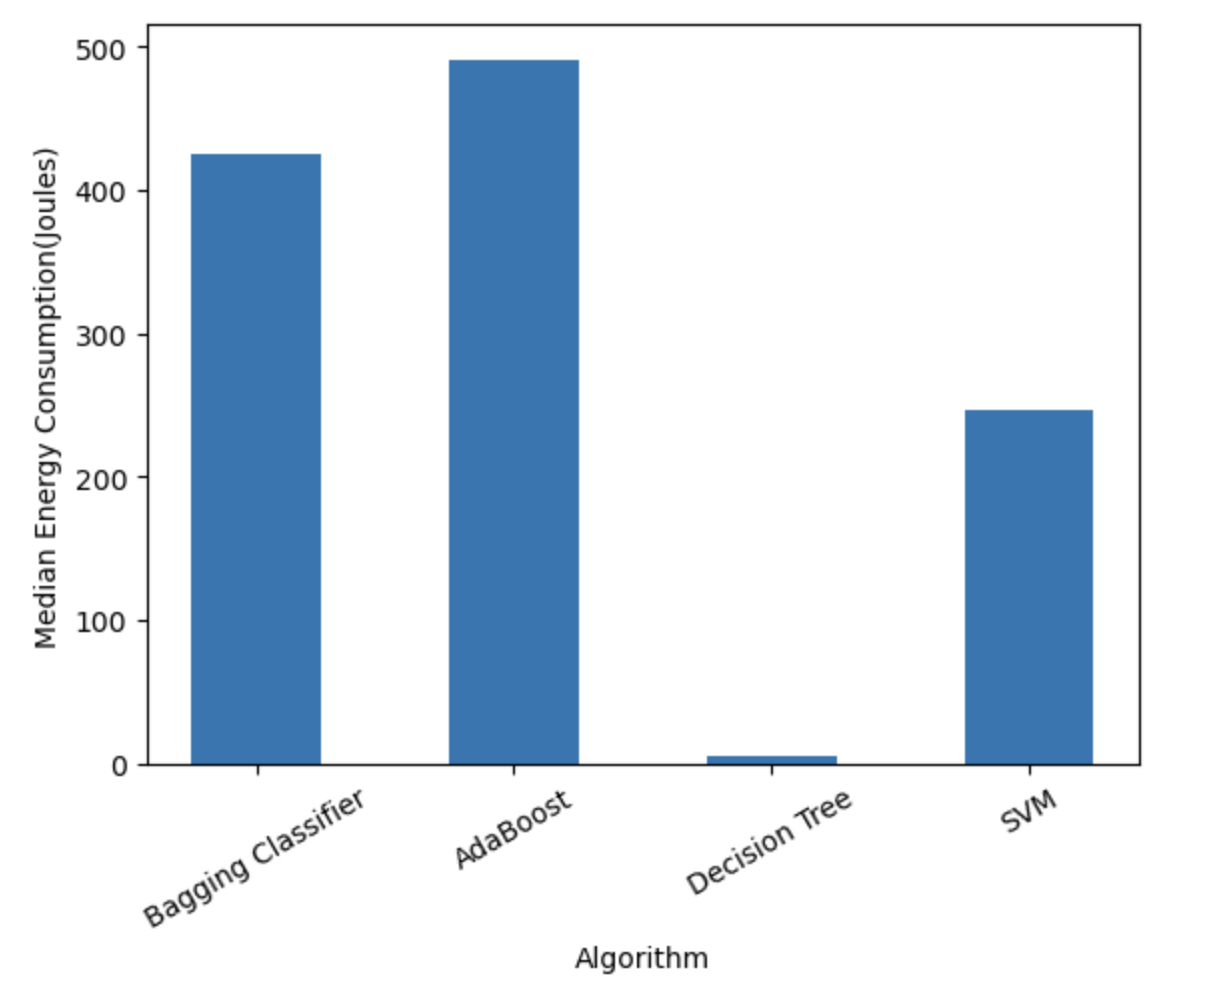 Median Energy Consumption(Joules)
500
400
300
200
100
0
Bagging Classifier
AdaBoost
Decision Tree
SVM
Algorithm